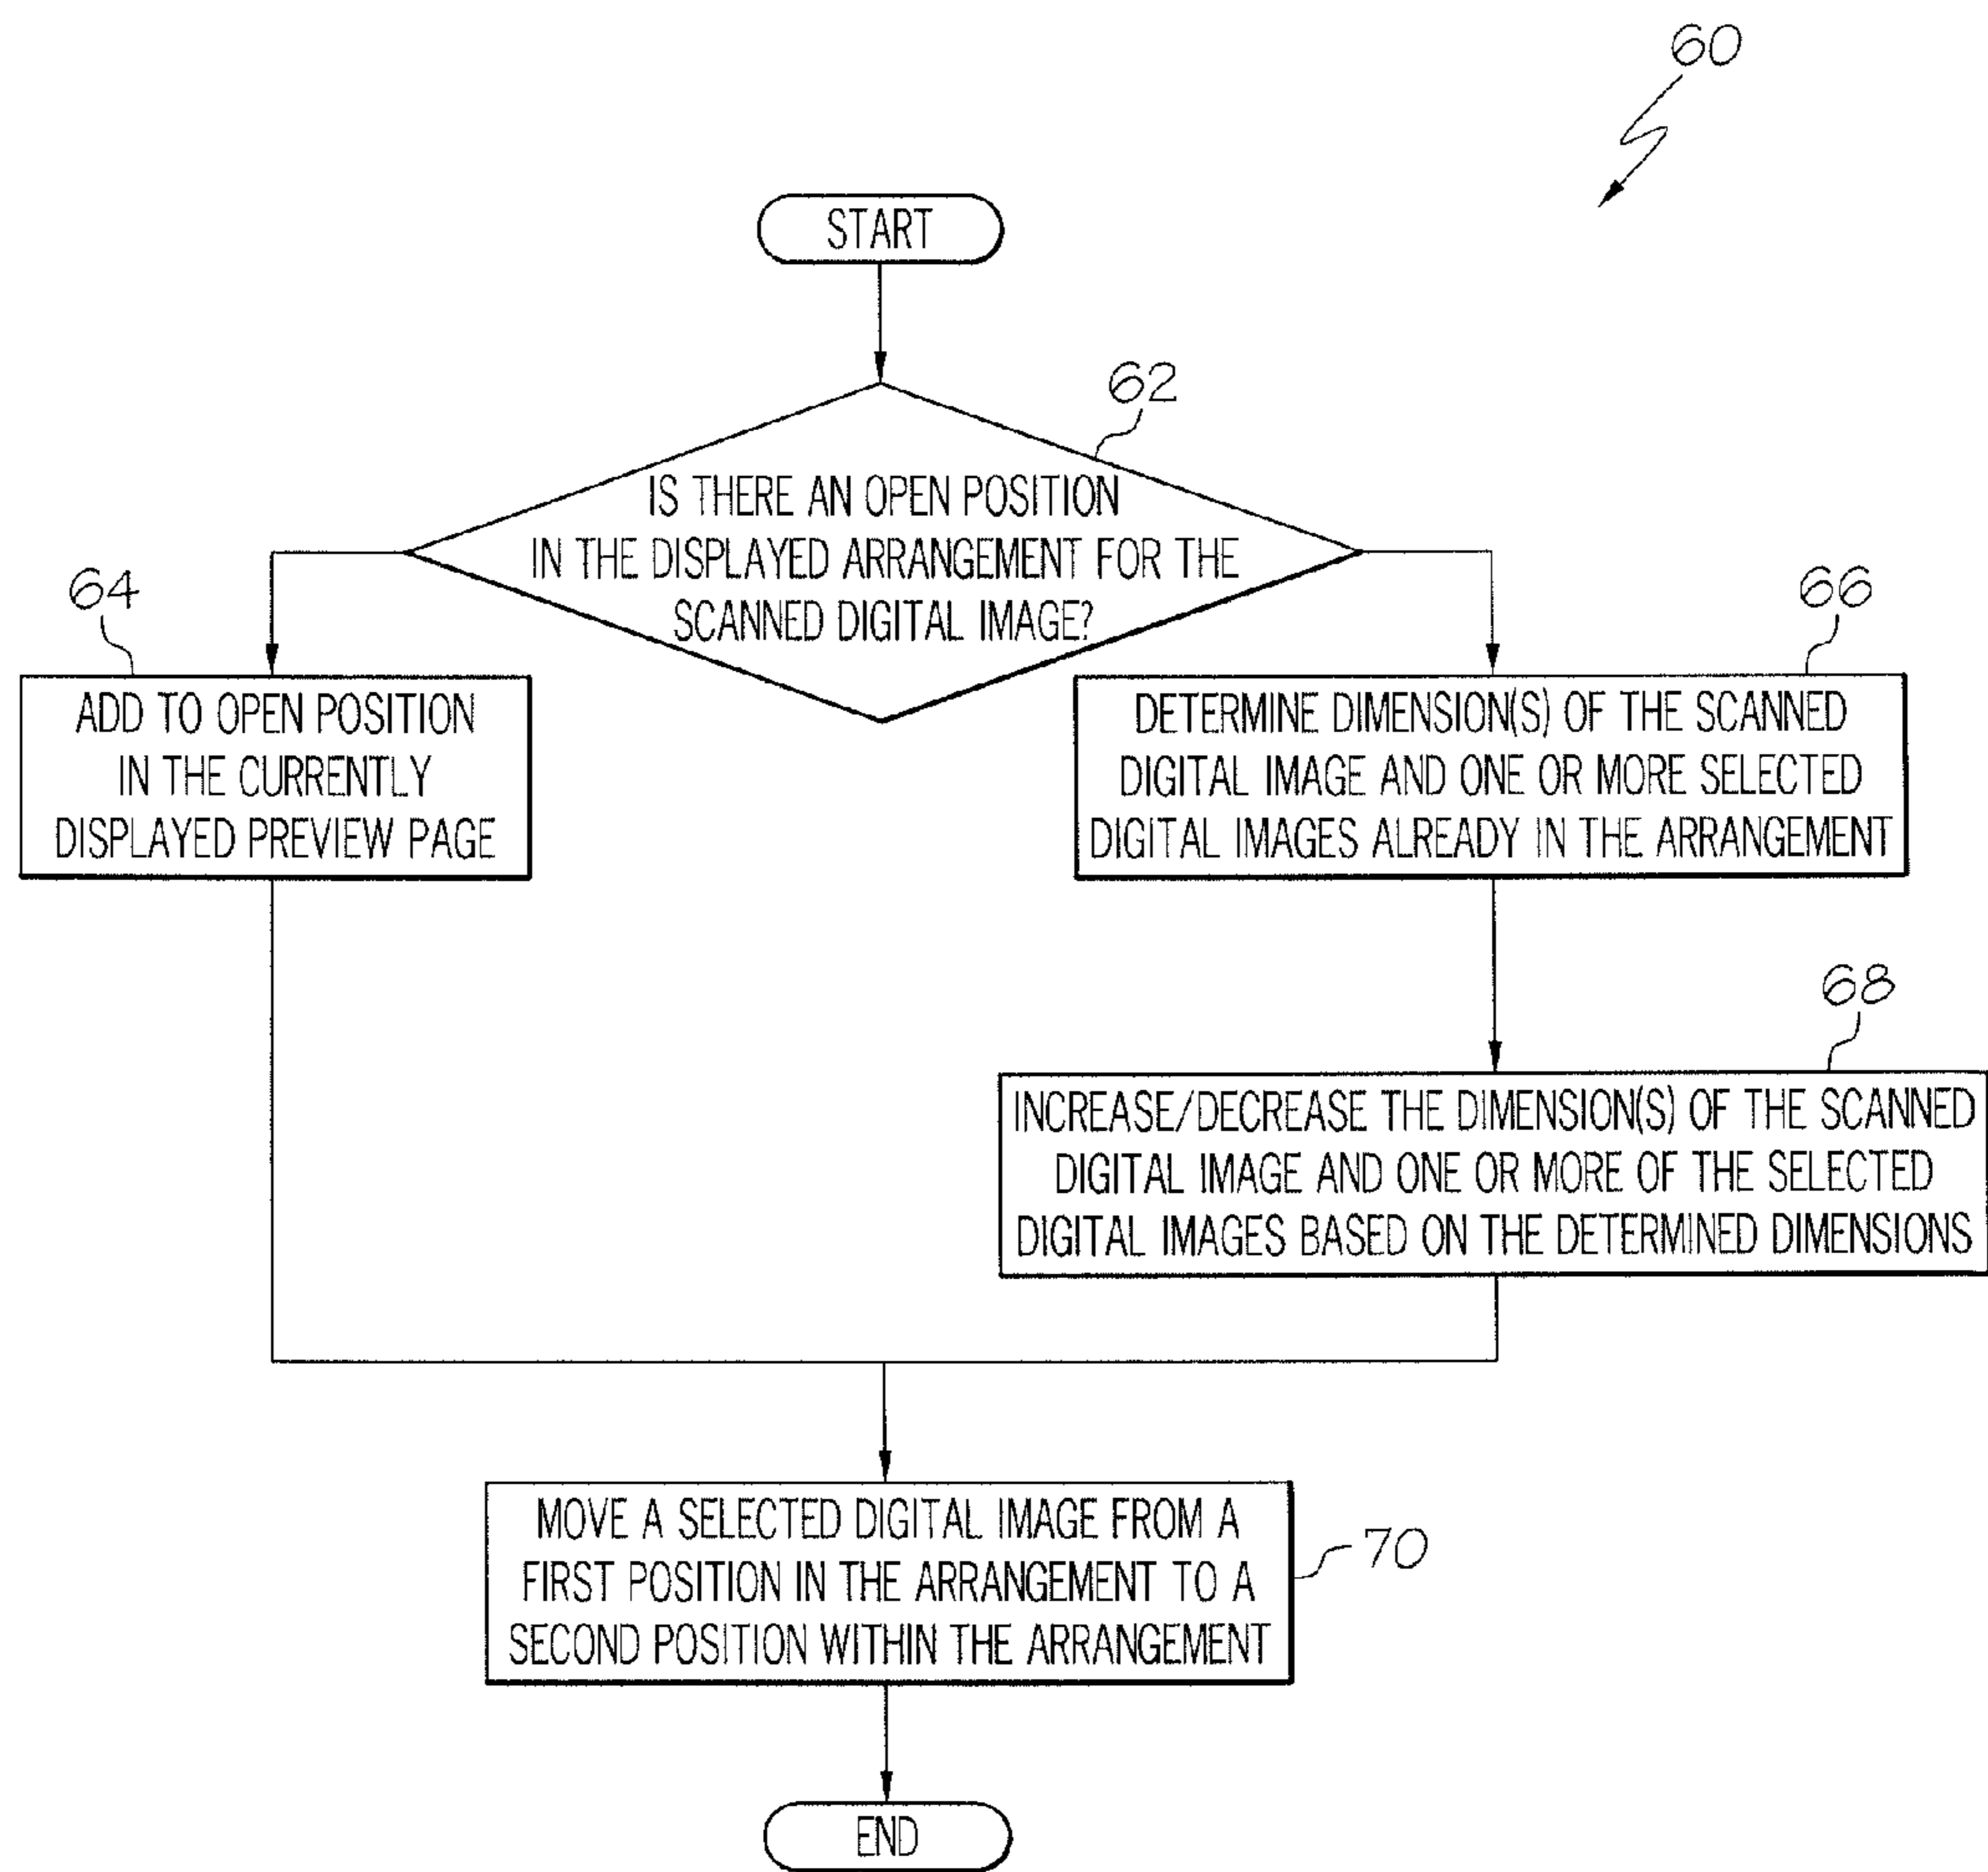 60
START
62
IS THERE AN OPEN POSITION
IN THE DISPLAYED ARRANGEMENT FOR THE
SCANNED DIGITAL IMAGE?
64
ADD TO OPEN POSITION
IN THE CURRENTLY
DISPLAYED PREVIEW PAGE
66
DETERMINE DIMENSION(S) OF THE SCANNED
DIGITAL IMAGE AND ONE OR MORE SELECTED
DIGITAL IMAGES ALREADY IN THE ARRANGEMENT
68
INCREASE/DECREASE THE DIMENSION(S) OF THE SCANNED
DIGITAL IMAGE AND ONE OR MORE OF THE SELECTED
DIGITAL IMAGES BASED ON THE DETERMINED DIMENSIONS
MOVE A SELECTED DIGITAL IMAGE FROM A
FIRST POSITION IN THE ARRANGEMENT TO A
SECOND POSITION WITHIN THE ARRANGEMENT
70
END